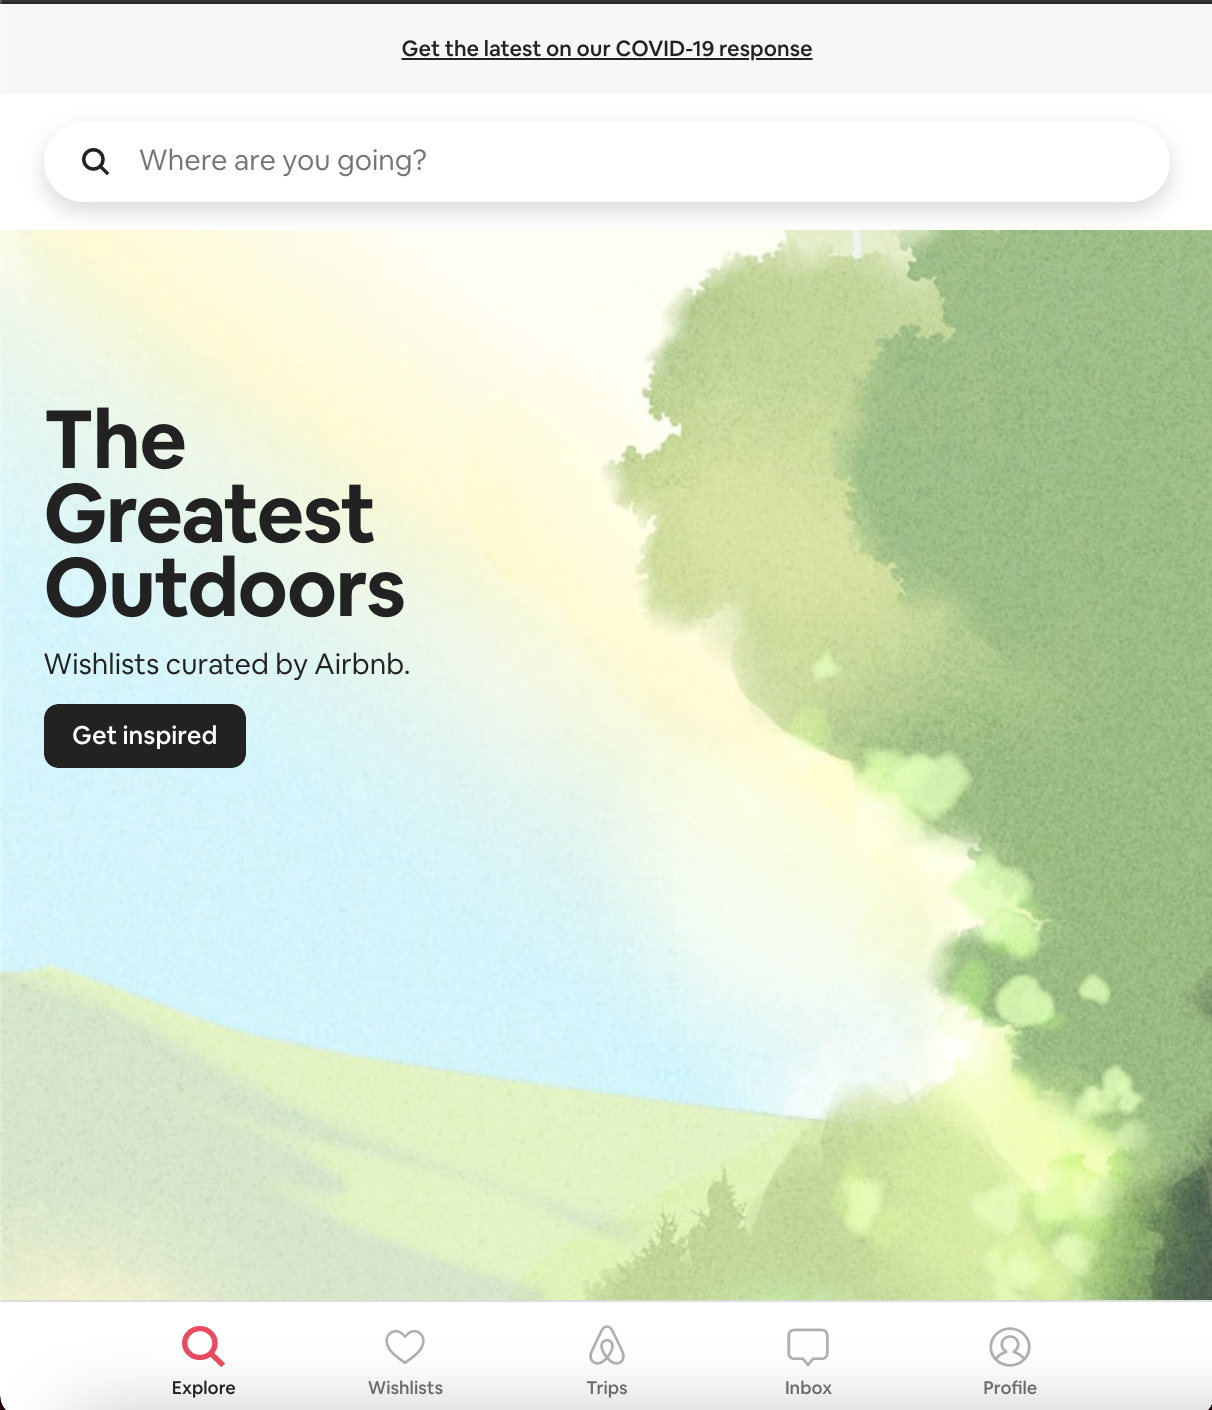 Get the latest on our COVID-19 response
Where are you going?
The
Greatest
Outdoors
Wishlists curated by Airbnb.
Get inspired
Explore
Wishlists
Trips
Inbox
Profile